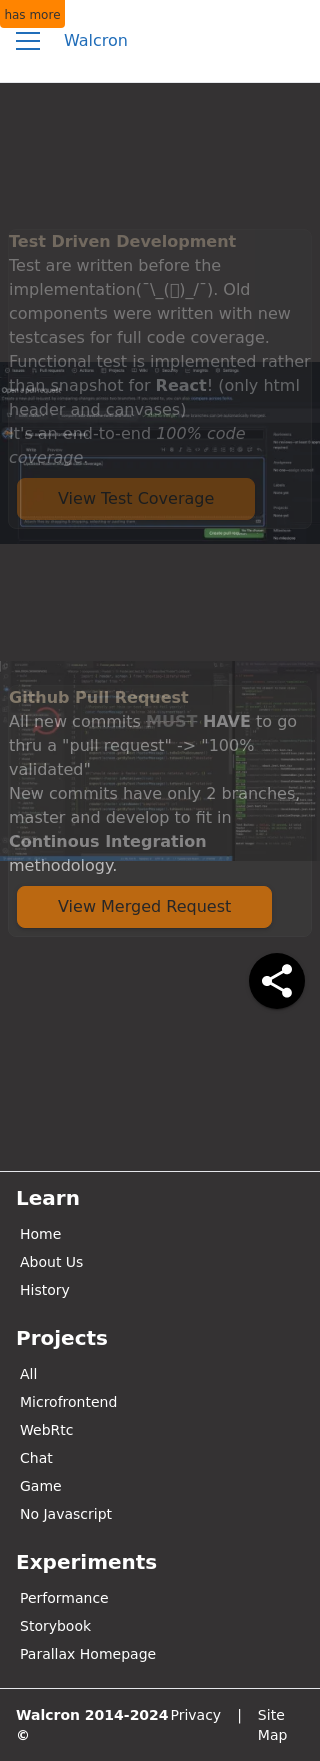 has more
Walcron
Test Driven Development
Test are written before the
implementation(¯\_(▯)_/¯). Old
components were written with new
testcases for full code coverage.
Functional test is implemented rather
than snapshot for React! (only html
header and canvases)
It's an end-to-end 100% code
coverage.
View Test Coverage
Github Pull Request
All new commits MUST HAVE to go
thru a "pull request" -> "100%
validated"
New commits have only 2 branches,
master and develop to fit in
Continous Integration
methodology.
View Merged Request
Learn
Home
About Us
History
Projects
All
Microfrontend
WebRtc
Chat
Game
No Javascript
Experiments
Performance
Storybook
Parallax Homepage
Walcron 2014-2024 Privacy | Site
© Map